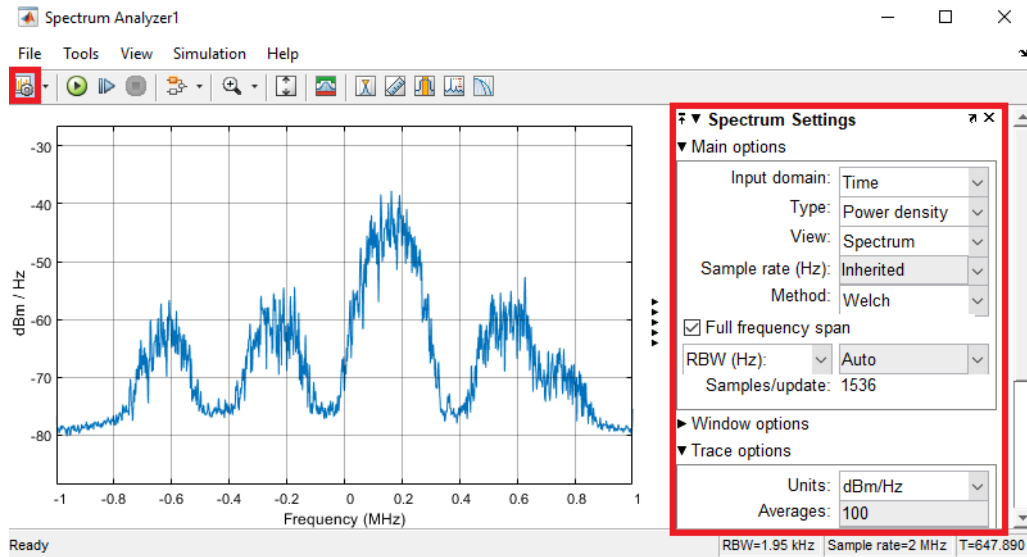 Spectrum Analyzer1
File Tools View Simulation Help
-30
-40
-50
-60
-70
-80
dBm / Hz
-1 -0.8 -0.6 -0.4 -0.2 0 0.2 0.4 0.6 0.8 1
Frequency (MHz)
Spectrum Settings
Main options
Input domain: Time
Type: Power density
View: Spectrum
Sample rate (Hz): Inherited
Method: Welch
Full frequency span
RBW (Hz): Auto
Samples/update: 1536
Window options
Trace options
Units: dBm/Hz
Averages: 100
Ready RBW=1.95 kHz Sample rate=2 MHz T=647.890